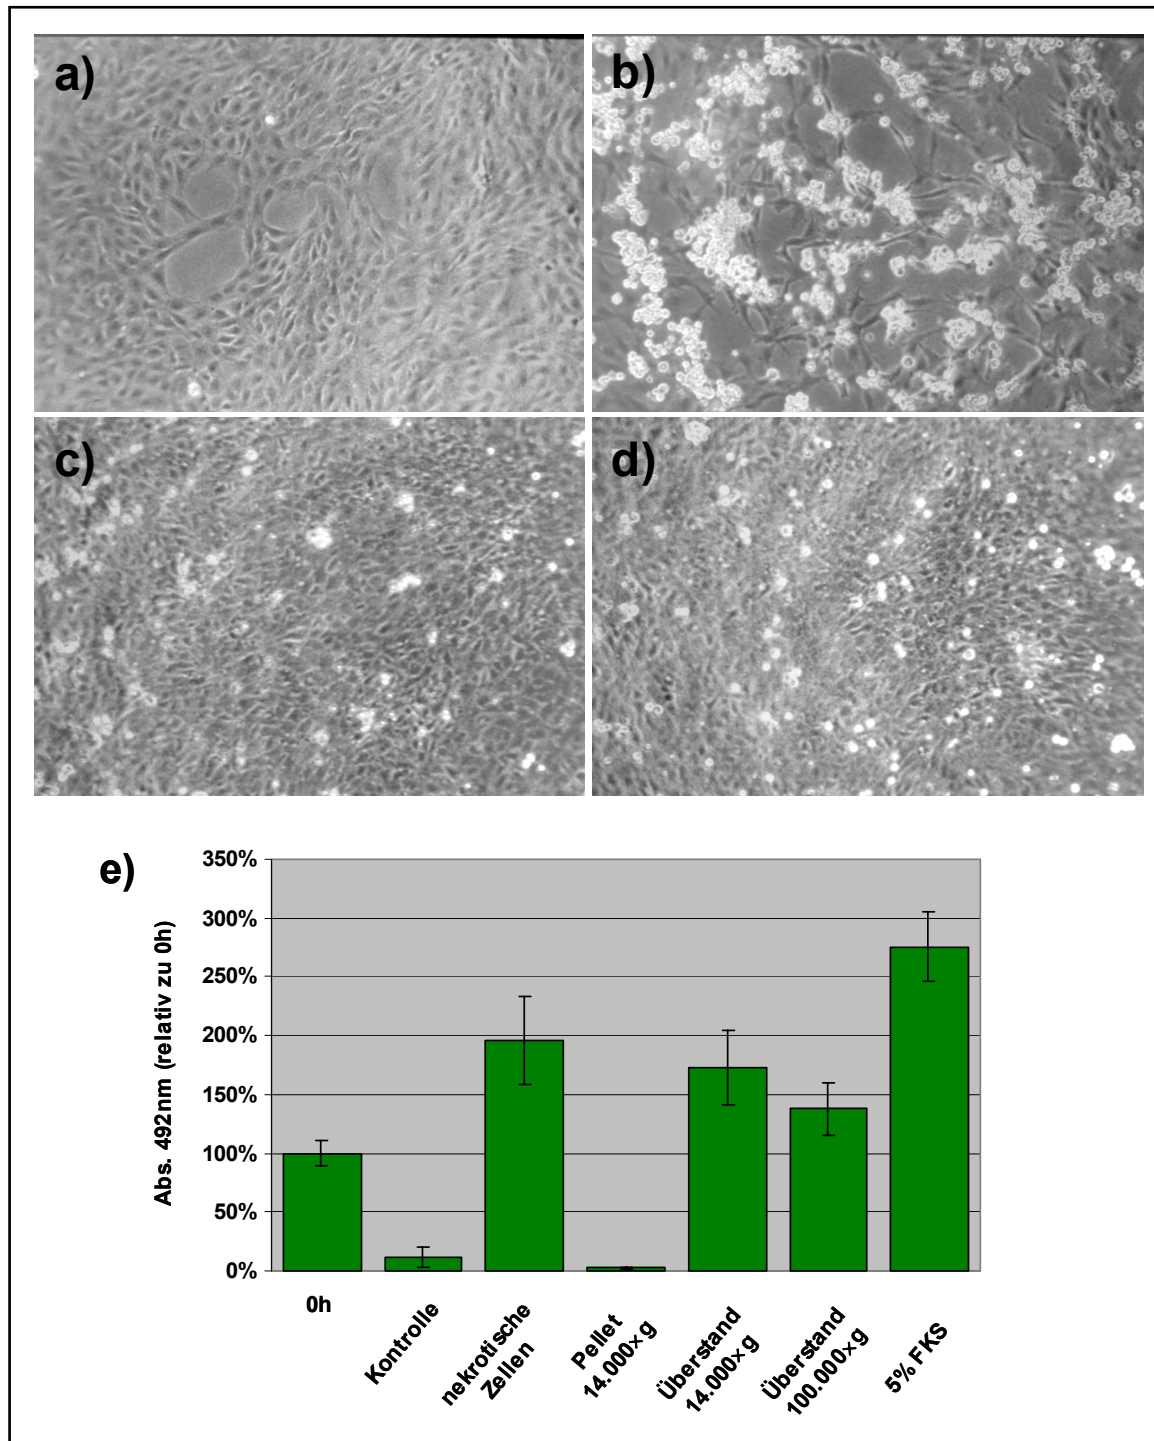 a)
b)
c)
d)
e)
Abs. 492nm (relativ zu 0h)
350%
300%
250%
200%
150%
100%
50%
0%
0h
Kontrolle
nekrotische
Zellen
Pellet
14.000×g
Überstand
14.000×g
Überstand
100.000×g
5% FKS